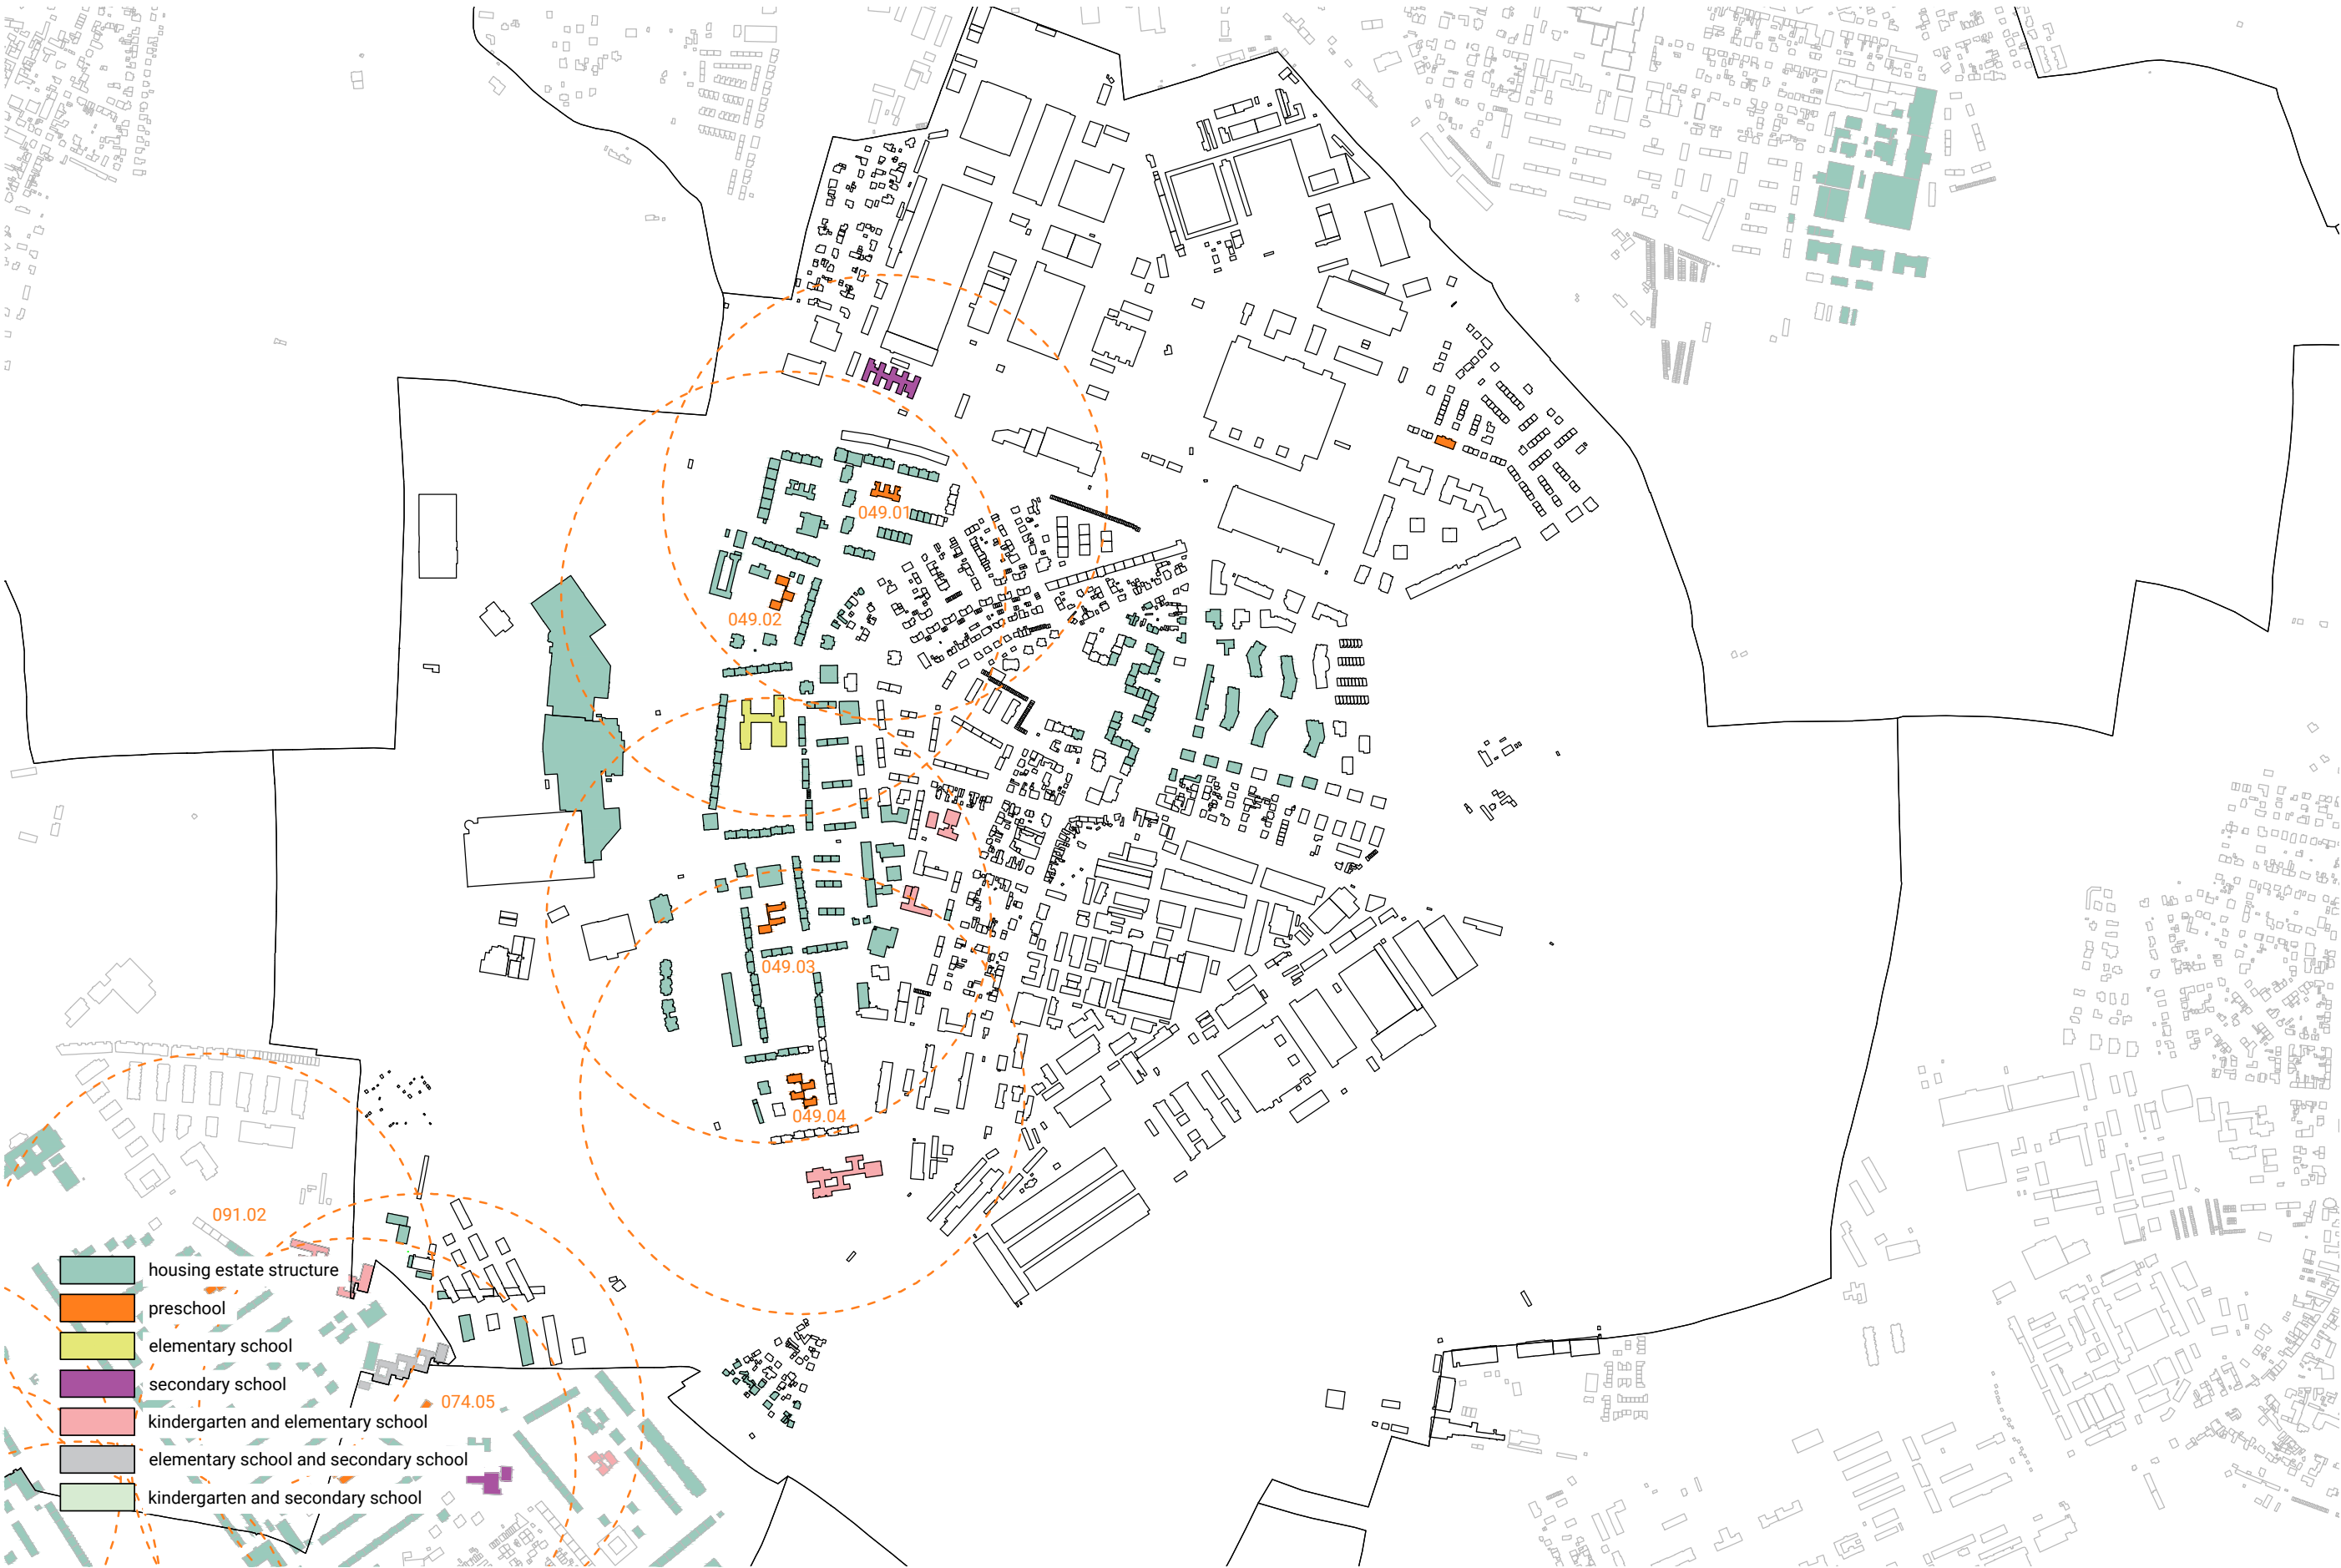 049.01
049.02
049.03
049.04
091.02
074.05
housing estate structure
preschool
elementary school
secondary school
kindergarten and elementary school
elementary school and secondary school
kindergarten and secondary school